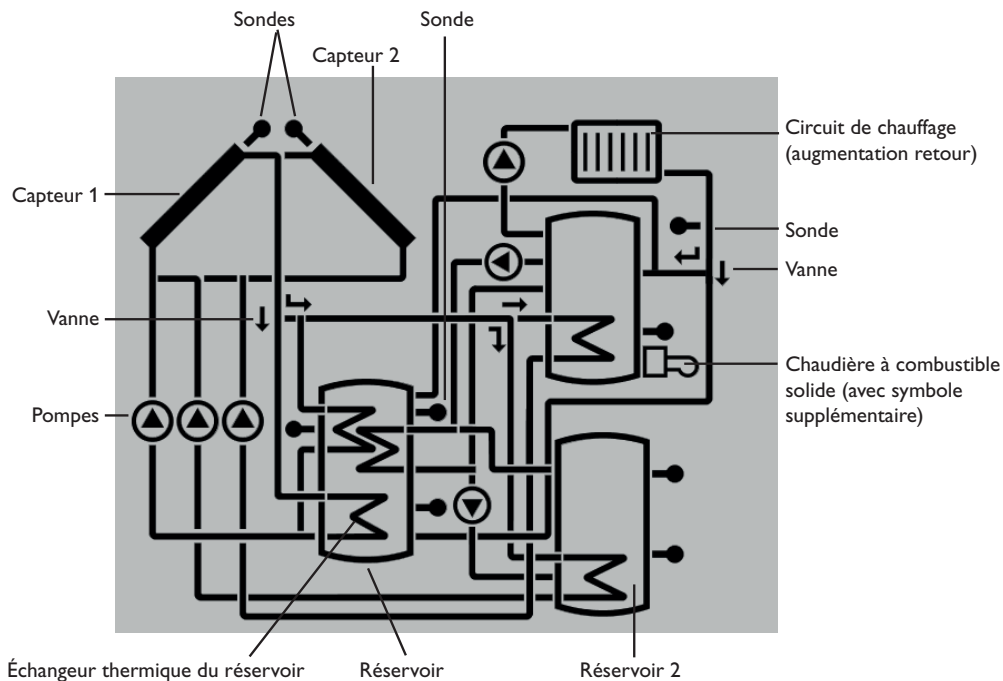 Sondes
Sonde
Capteur 2
Circuit de chauffage
(augmentation retour)
Capteur 1
Sonde
Vanne
Vanne
Chaudière à combustible
solide (avec symbole
supplémentaire)
Pompes
Échangeur thermique du réservoir
Réservoir
Réservoir 2